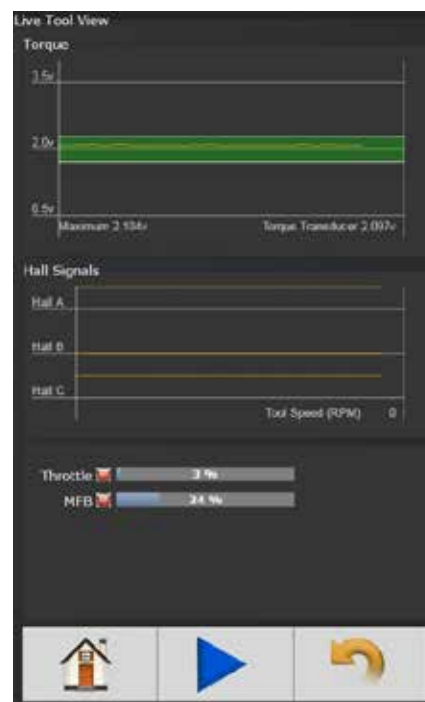 Live Tool View
Torque
3.5v
2.0v
0.5v
Maximum 2.104v Torque Transducer 2.097v
Hall Signals
Hall A
Hall B
Hall C
Tool Speed (RPM) 0
Throttle 2 %
MFB 24 %